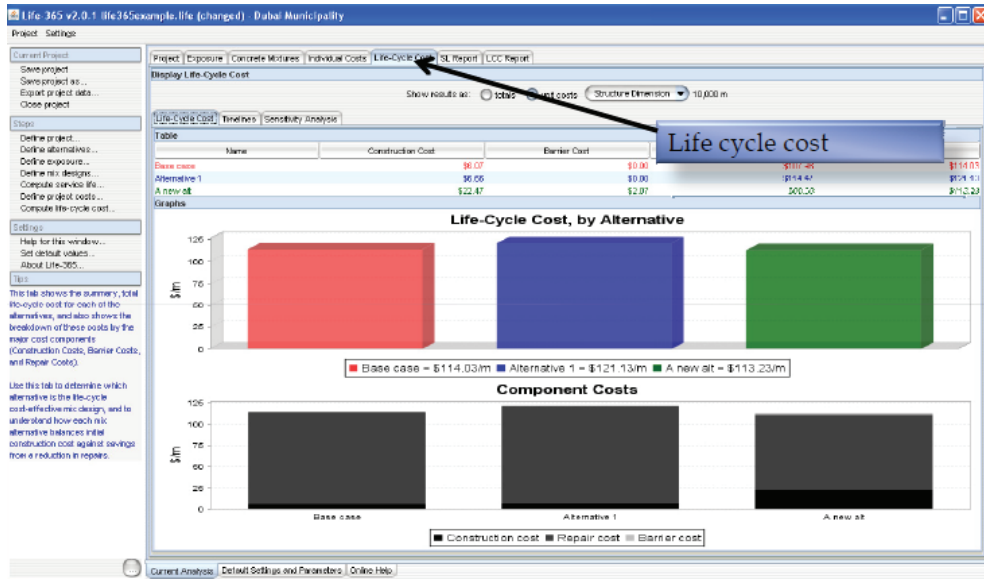 Life-365 v2.0.1 life365example.life (changed) - Dubai Municipality
Project Settings
Current Project
Save project
Save project as...
Export project data...
Close project
Steps
Define project...
Define alternatives...
Define exposure...
Define mix designs...
Compute service life...
Define project costs...
Compute life-cycle cost...
Settings
Help for this window...
Set default values...
About Life-365...
Tips
This tab shows the summary, total
life-cycle cost for each of the
alternatives, and also shows the
breakdown of these costs by the
major cost components
(Construction Costs, Barrier Costs,
and Repair Costs).
Use this tab to determine which
alternative is the life-cycle
cost-effective mix design, and to
understand how each mix
alternative balances initial
construction cost against savings
from a reduction in repairs.
Project Exposure Concrete Mixtures Individual Costs Life-Cycle Cost SL Report LCC Report
Display Life-Cycle Cost
Show results as: totals unit costs Structure Dimension 10,000 m
Life-Cycle Cost Timelines Sensitivity Analysis
Life cycle cost
Table
Name Construction Cost Barrier Cost
Base case $6.07 $0.00 $107.96 $114.03
Alternative 1 $6.66 $0.00 $114.47 $121.13
A new alt $22.47 $2.07 $113.23
Graphs
Life-Cycle Cost, by Alternative
125
100
75
50
25
0
$/m
Base case = $114.03/m Alternative 1 = $121.13/m A new alt = $113.23/m
Component Costs
125
100
75
50
25
0
$/m
Base case Alternative 1 A new alt
Construction cost Repair cost Barrier cost
Current Analysis Default Settings and Parameters Online Help